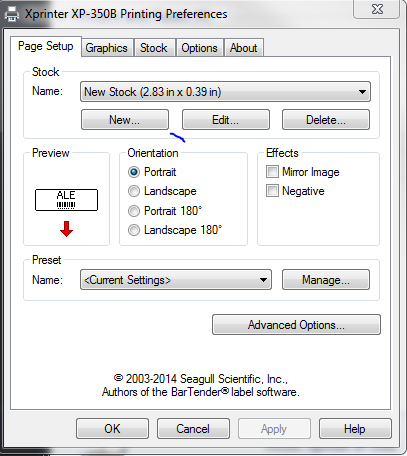 Xprinter XP-350B Printing Preferences
Page Setup Graphics Stock Options About
Stock
Name: New Stock (2.83 in x 0.39 in)
New... Edit... Delete...
Preview
ALE
Orientation
Portrait
Landscape
Portrait 180°
Landscape 180°
Effects
Mirror Image
Negative
Preset
Name: <Current Settings> Manage...
Advanced Options...
© 2003-2014 Seagull Scientific, Inc.,
Authors of the BarTender® label software.
OK Cancel Apply Help